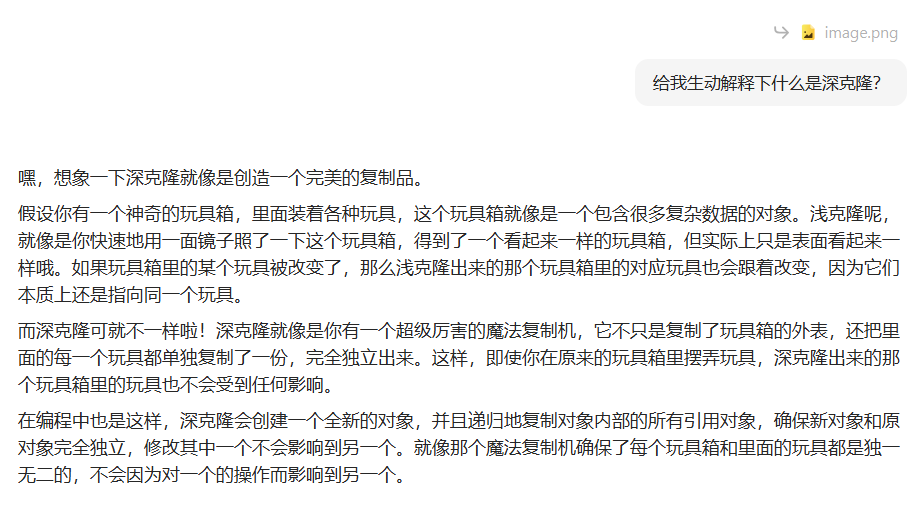 image.png
给我生动解释下什么是深克隆？
嘿，想象一下深克隆就像是创造一个完美的复制品。
假设你有一个神奇的玩具箱，里面装着各种玩具，这个玩具箱就像是一个包含很多复杂数据的对象。浅克隆呢，
就像是你快速地用一面镜子照了一下这个玩具箱，得到了一个看起来一样的玩具箱，但实际上只是表面看起来一
样哦。如果玩具箱里的某个玩具被改变了，那么浅克隆出来的那个玩具箱里的对应玩具也会跟着改变，因为它们
本质上还是指向同一个玩具。
而深克隆可就不一样啦！深克隆就像是你有一个超级厉害的魔法复制机，它不只是复制了玩具箱的外表，还把里
面的每一个玩具都单独复制了一份，完全独立出来。这样，即使你在原来的玩具箱里摆弄玩具，深克隆出来的那
个玩具箱里的玩具也不会受到任何影响。
在编程中也是这样，深克隆会创建一个全新的对象，并且递归地复制对象内部的所有引用对象，确保新对象和原
对象完全独立，修改其中一个不会影响到另一个。就像那个魔法复制机确保了每个玩具箱和里面的玩具都是独一
无二的，不会因为对一个的操作而影响到另一个。